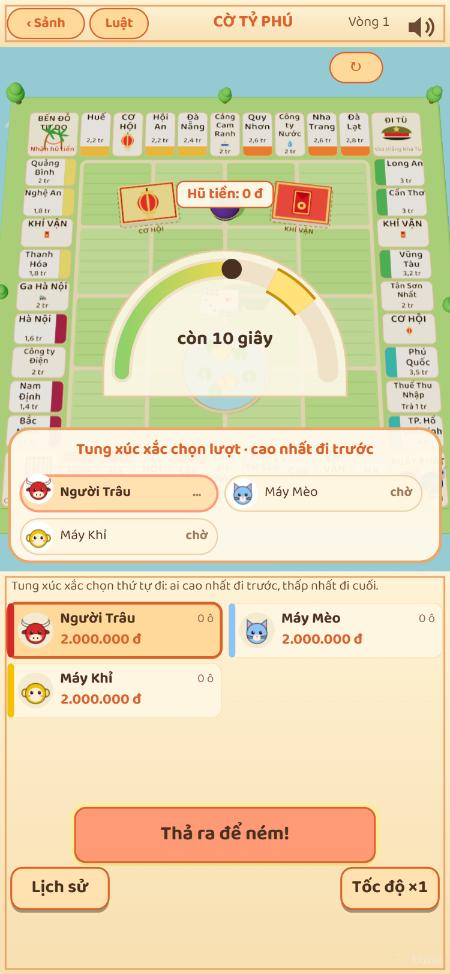 ‹ Sảnh
Luật
CỜ TỶ PHÚ
Vòng 1
↻
BẾN ĐỖ
TỰ DO
Nhận hũ tiền
Huế
2,2 tr
CƠ
HỘI
Hội
An
2,2 tr
Đà
Nẵng
2,4 tr
Cảng
Cam
Ranh
2 tr
Quy
Nhơn
2,6 tr
Công
ty
Nước
2 tr
Nha
Trang
2,6 tr
Đà
Lạt
2,8 tr
ĐI TÙ
Quảng
Bình
2 tr
Long An
3 tr
Nghệ An
1,8 tr
Cần Thơ
3 tr
Hũ tiền: 0 đ
CƠ HỘI
KHÍ VẬN
KHÍ VẬN
KHÍ VẬN
Thanh
Hóa
1,8 tr
Vũng
Tàu
3,2 tr
Ga Hà Nội
2 tr
Tân Sơn
Nhất
2 tr
Hà Nội
1,6 tr
CƠ HỘI
còn 10 giây
Công ty
Điện
2 tr
Phú
Quốc
3,5 tr
Nam
Định
1,4 tr
Thuế Thu
Nhập
Trả 1 tr
Bắc
TP. Hồ
Tung xúc xắc chọn lượt · cao nhất đi trước
Người Trâu
...
Máy Mèo
chờ
Máy Khỉ
chờ
Tung xúc xắc chọn thứ tự đi: ai cao nhất đi trước, thấp nhất đi cuối.
Người Trâu
0 ô
2.000.000 đ
Máy Mèo
0 ô
2.000.000 đ
Máy Khỉ
0 ô
2.000.000 đ
Thả ra để ném!
Lịch sử
Tốc độ ×1